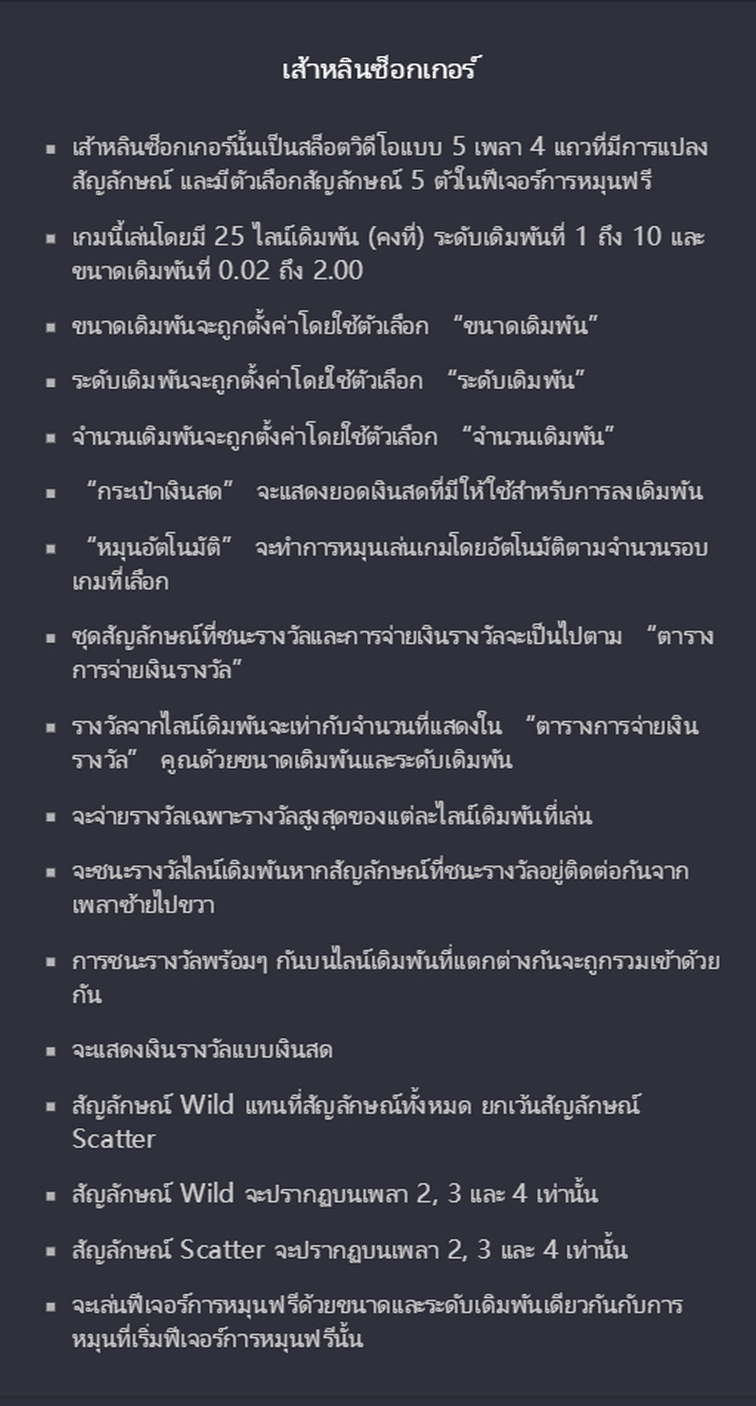 เส้าหลินซ็อกเกอร์
▪ เส้าหลินซ็อกเกอร์นั้นเป็นสล็อตวิดีโอแบบ 5 เพลา 4 แถวที่มีการแปลง
สัญลักษณ์ และมีตัวเลือกสัญลักษณ์ 5 ตัวในฟีเจอร์การหมุนฟรี
▪ เกมนี้เล่นโดยมี 25 ไลน์เดิมพัน (คงที่) ระดับเดิมพันที่ 1 ถึง 10 และ
ขนาดเดิมพันที่ 0.02 ถึง 2.00
▪ ขนาดเดิมพันจะถูกตั้งค่าโดยใช้ตัวเลือก “ขนาดเดิมพัน”
▪ ระดับเดิมพันจะถูกตั้งค่าโดยใช้ตัวเลือก “ระดับเดิมพัน”
▪ จำนวนเดิมพันจะถูกตั้งค่าโดยใช้ตัวเลือก “จำนวนเดิมพัน”
▪ “กระเป๋าเงินสด” จะแสดงยอดเงินสดที่มีให้ใช้สำหรับการลงเดิมพัน
▪ “หมุนอัตโนมัติ” จะทำการหมุนเล่นเกมโดยอัตโนมัติตามจำนวนรอบ
เกมที่เลือก
▪ ชุดสัญลักษณ์ที่ชนะรางวัลและการจ่ายเงินรางวัลจะเป็นไปตาม “ตาราง
การจ่ายเงินรางวัล”
▪ รางวัลจากไลน์เดิมพันจะเท่ากับจำนวนที่แสดงใน “ตารางการจ่ายเงิน
รางวัล” คูณด้วยขนาดเดิมพันและระดับเดิมพัน
▪ จะจ่ายรางวัลเฉพาะรางวัลสูงสุดของแต่ละไลน์เดิมพันที่เล่น
▪ จะชนะรางวัลไลน์เดิมพันหากสัญลักษณ์ที่ชนะรางวัลอยู่ติดต่อกันจาก
เพลาซ้ายไปขวา
▪ การชนะรางวัลพร้อมๆ กันบนไลน์เดิมพันที่แตกต่างกันจะถูกรวมเข้าด้วย
กัน
▪ จะแสดงเงินรางวัลแบบเงินสด
▪ สัญลักษณ์ Wild แทนที่สัญลักษณ์ทั้งหมด ยกเว้นสัญลักษณ์
Scatter
▪ สัญลักษณ์ Wild จะปรากฏบนเพลา 2, 3 และ 4 เท่านั้น
▪ สัญลักษณ์ Scatter จะปรากฏบนเพลา 2, 3 และ 4 เท่านั้น
▪ จะเล่นฟีเจอร์การหมุนฟรีด้วยขนาดและระดับเดิมพันเดียวกันกับการ
หมุนที่เริ่มฟีเจอร์การหมุนฟรีนั้น